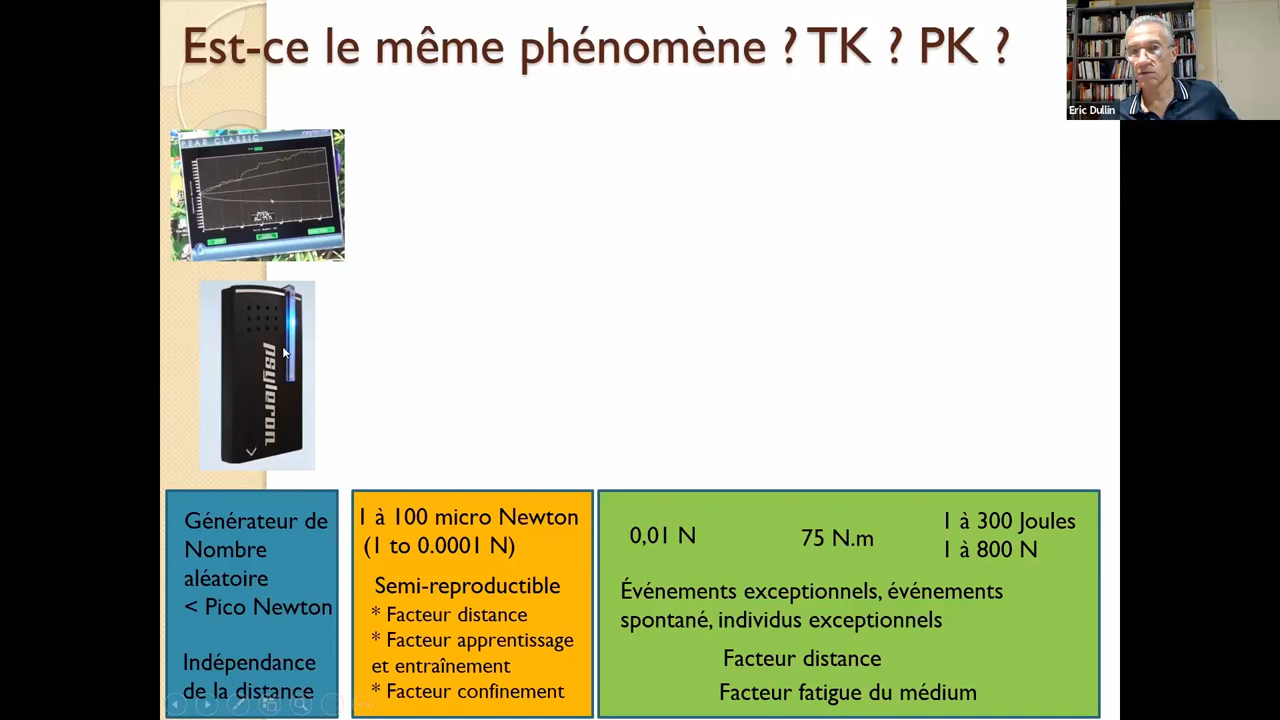 Est-ce le même phénomène ? TK ? PK ?
Eric Dullin
PEAR CLASSIC
psyleron
Générateur de
Nombre
aléatoire
< Pico Newton
Indépendance
de la distance
1 à 100 micro Newton
(1 to 0.0001 N)
Semi-reproductible
* Facteur distance
* Facteur apprentissage
et entraînement
* Facteur confinement
0,01 N
75 N.m
1 à 300 Joules
1 à 800 N
Événements exceptionnels, événements
spontané, individus exceptionnels
Facteur distance
Facteur fatigue du médium